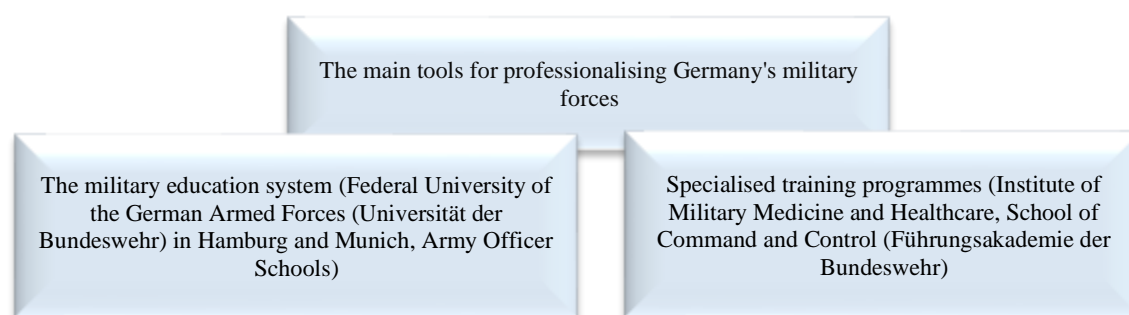 The main tools for professionalising Germany's military
forces
The military education system (Federal University of
the German Armed Forces (Universität der
Bundeswehr) in Hamburg and Munich, Army Officer
Schools)
Specialised training programmes (Institute of
Military Medicine and Healthcare, School of
Command and Control (Führungsakademie der
Bundeswehr)